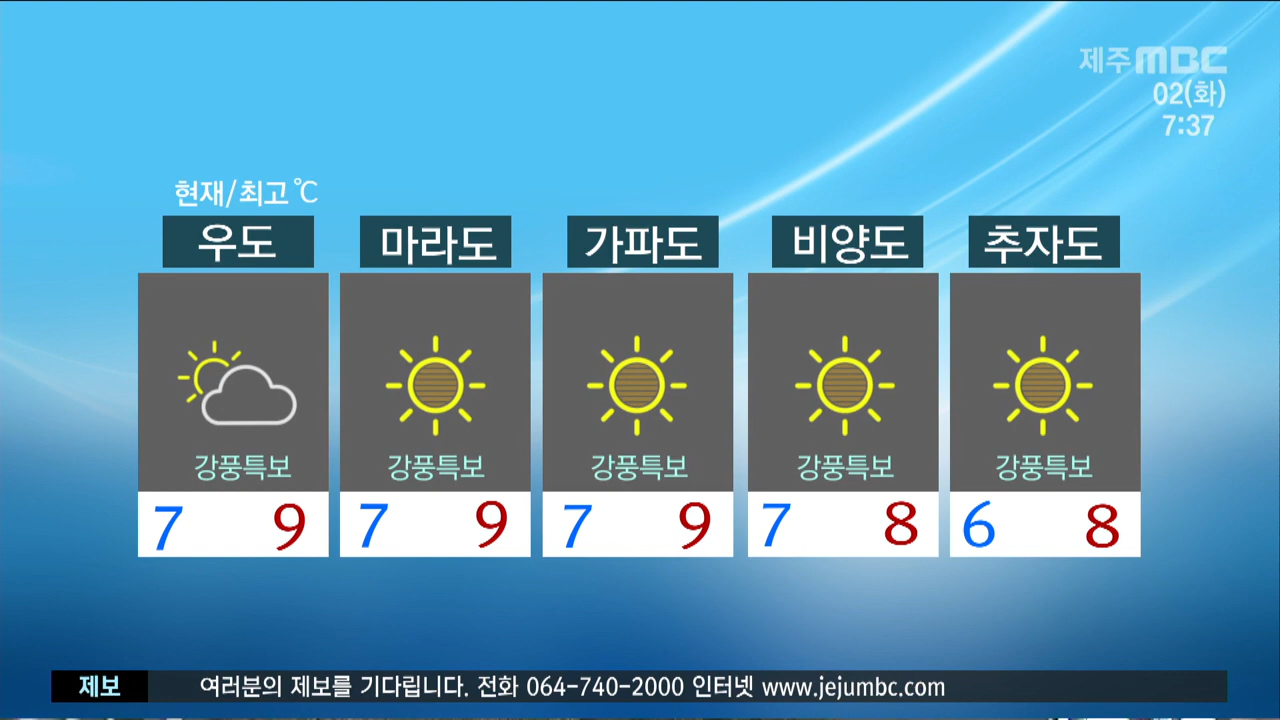 제주MBC
02(화)
7:37
현재/최고℃
우도 마라도 가파도 비양도 추자도
강풍특보 강풍특보 강풍특보 강풍특보 강풍특보
7 9 7 9 7 9 7 8 6 8
제보 여러분의 제보를 기다립니다. 전화 064-740-2000 인터넷 www.jejumbc.com